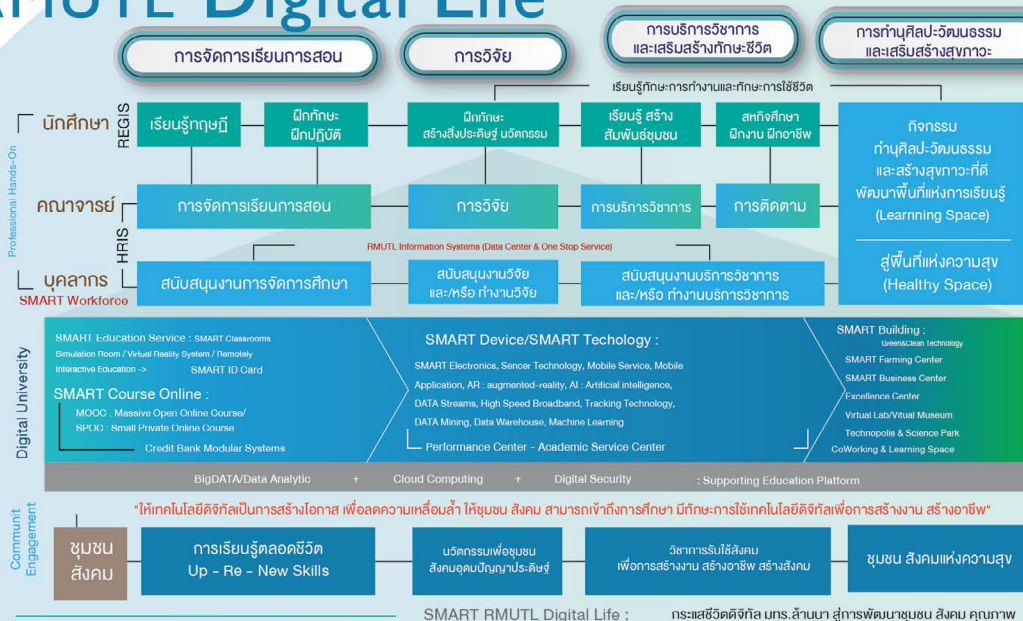 RMUTL Digital Life
การจัดการเรียนการสอน
การวิจัย
การบริการวิชาการ
และเสริมสร้างทักษะชีวิต
การทำนุศิลปะวัฒนธรรม
และเสริมสร้างสุขภาวะ
เรียนรู้ทักษะการทำงานและทักษะการใช้ชีวิต
Professional Hands-On
นักศึกษา
REGIS
เรียนรู้ทฤษฎี
ฝึกทักษะ
ฝึกปฏิบัติ
ฝึกทักษะ
สร้างสิ่งประดิษฐ์ นวัตกรรม
เรียนรู้ สร้าง
สัมพันธ์ชุมชน
สหกิจศึกษา
ฝึกงาน ฝึกอาชีพ
กิจกรรม
ทำนุศิลปะวัฒนธรรม
และสร้างสุขภาวะที่ดี
พัฒนาพื้นที่แห่งการเรียนรู้
(Learnning Space)
สู่พื้นที่แห่งความสุข
(Healthy Space)
คณาจารย์
HRIS
การจัดการเรียนการสอน
การวิจัย
การบริการวิชาการ
การติดตาม
RMUTL Information Systems (Data Center & One Stop Service)
บุคลากร
SMART Workforce
สนับสนุนงานการจัดการศึกษา
สนับสนุนงานวิจัย
และ/หรือ ทำงานวิจัย
สนับสนุนงานบริการวิชาการ
และ/หรือ ทำงานบริการวิชาการ
Digital University
SMART Education Service : SMART Classrooms
Simulation Room / Virtual Reality System / Remotely
Interactive Education -> SMART ID Card
SMART Course Online :
MOOC : Massive Open Online Course/
SPOC : Small Private Online Course
Credit Bank Modular Systems
SMART Device/SMART Techology :
SMART Electronics, Sencer Technology, Mobile Service, Mobile
Application, AR : augmented-reality, AI : Artificial intelligence,
DATA Streams, High Speed Broadband, Tracking Technology,
DATA Mining, Data Warehouse, Machine Learning
Performance Center - Academic Service Center
SMART Building :
Green&Clean Technology
SMART Farming Center
SMART Business Center
Excellence Center
Virtual Lab/Vitual Museum
Technopolis & Science Park
CoWorking & Learning Space
BigDATA/Data Analytic + Cloud Computing + Digital Security : Supporting Education Platform
Communit
Engagement
"ให้เทคโนโลยีดิจิทัลเป็นการสร้างโอกาส เพื่อลดความเหลื่อมล้ำ ให้ชุมชน สังคม สามารถเข้าถึงการศึกษา มีทักษะการใช้เทคโนโลยีดิจิทัลเพื่อการสร้างงาน สร้างอาชีพ"
ชุมชน
สังคม
การเรียนรู้ตลอดชีวิต
Up - Re - New Skills
นวัตกรรมเพื่อชุมชน
สังคมอุดมปัญญาประดิษฐ์
วิชาการรับใช้สังคม
เพื่อการสร้างงาน สร้างอาชีพ สร้างสังคม
ชุมชน สังคมแห่งความสุข
SMART RMUTL Digital Life : กระแสชีวิตดิจิทัล มทร.ล้านนา สู่การพัฒนาชุมชน สังคม คุณภาพ